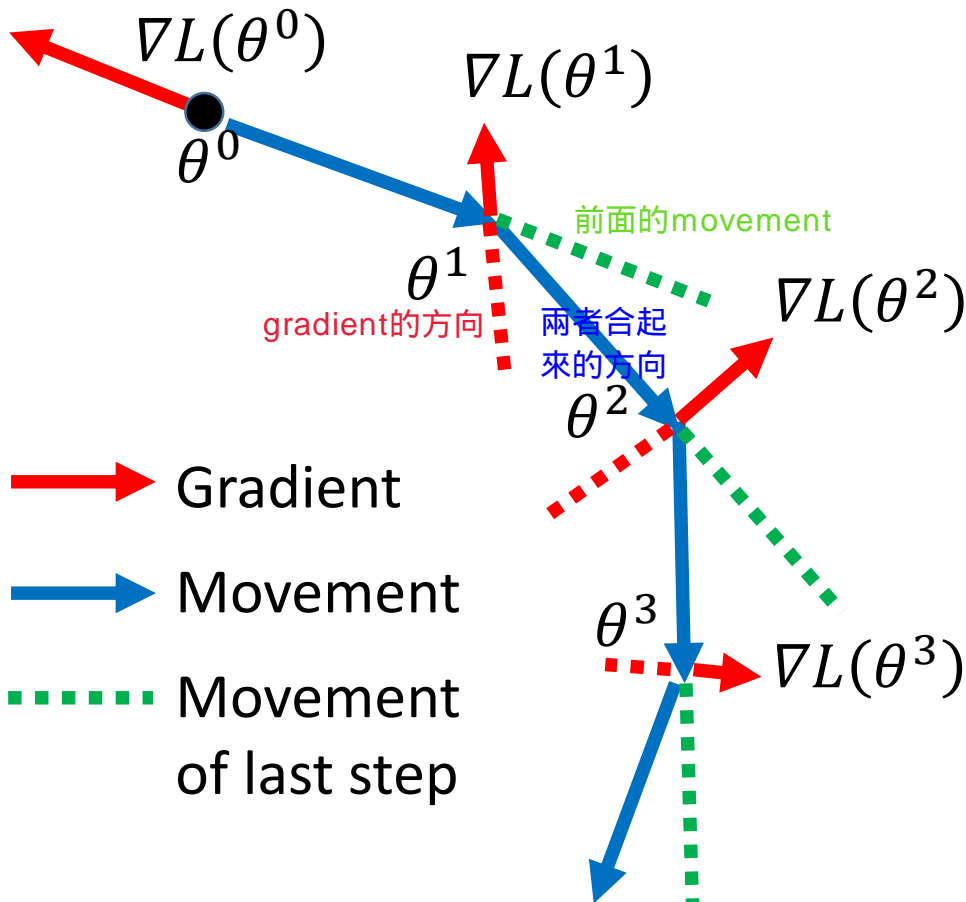 ∇L(θ⁰)
∇L(θ¹)
θ⁰
前面的movement
θ¹
∇L(θ²)
gradient的方向
兩者合起
來的方向
θ²
Gradient
Movement
θ³
∇L(θ³)
Movement
of last step